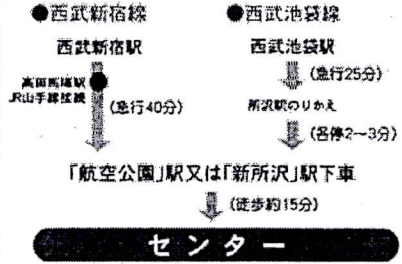 ●西武新宿線
西武新宿駅
高田馬場駅
JR山手線接続
(急行40分)
●西武池袋線
西武池袋駅
(急行25分)
所沢駅のりかえ
(各停2〜3分)
「航空公園」駅又は「新所沢」駅下車
(徒歩約15分)
センター